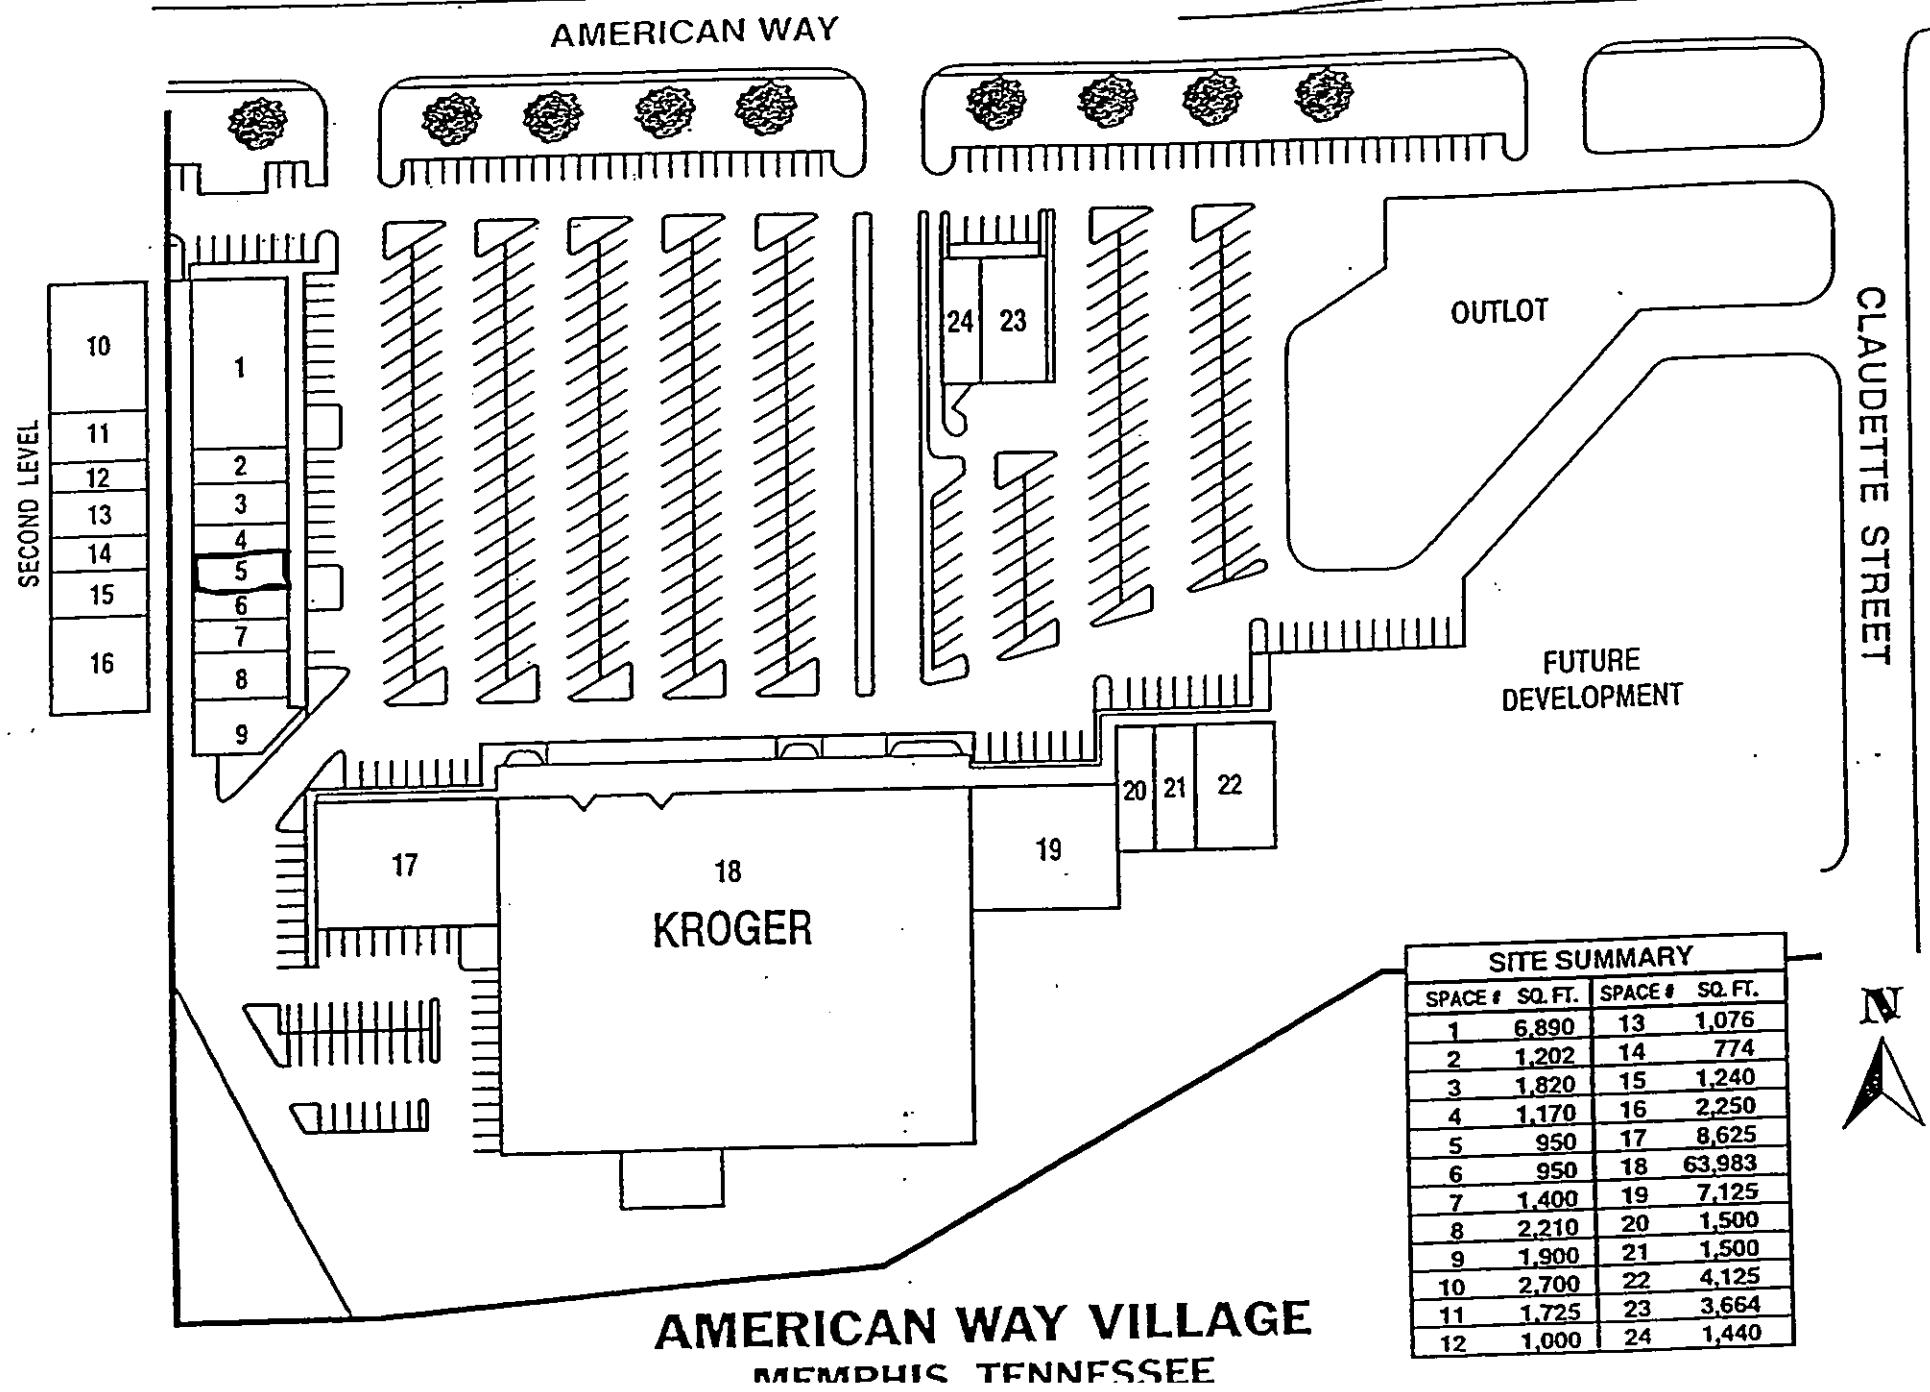 AMERICAN WAY
10
11
12
13
14
15
16
SECOND LEVEL
1
2
3
4
5
6
7
8
9
24
23
OUTLOT
CLAUDETTE STREET
FUTURE
DEVELOPMENT
17
18
KROGER
19
20
21
22
SITE SUMMARY
SPACE # SQ. FT. SPACE # SQ. FT.
1 6,890 13 1,076
2 1,202 14 774
3 1,820 15 1,240
4 1,170 16 2,250
5 950 17 8,625
6 950 18 63,983
7 1,400 19 7,125
8 2,210 20 1,500
9 1,900 21 1,500
10 2,700 22 4,125
11 1,725 23 3,664
12 1,000 24 1,440
N
AMERICAN WAY VILLAGE
MEMPHIS, TENNESSEE